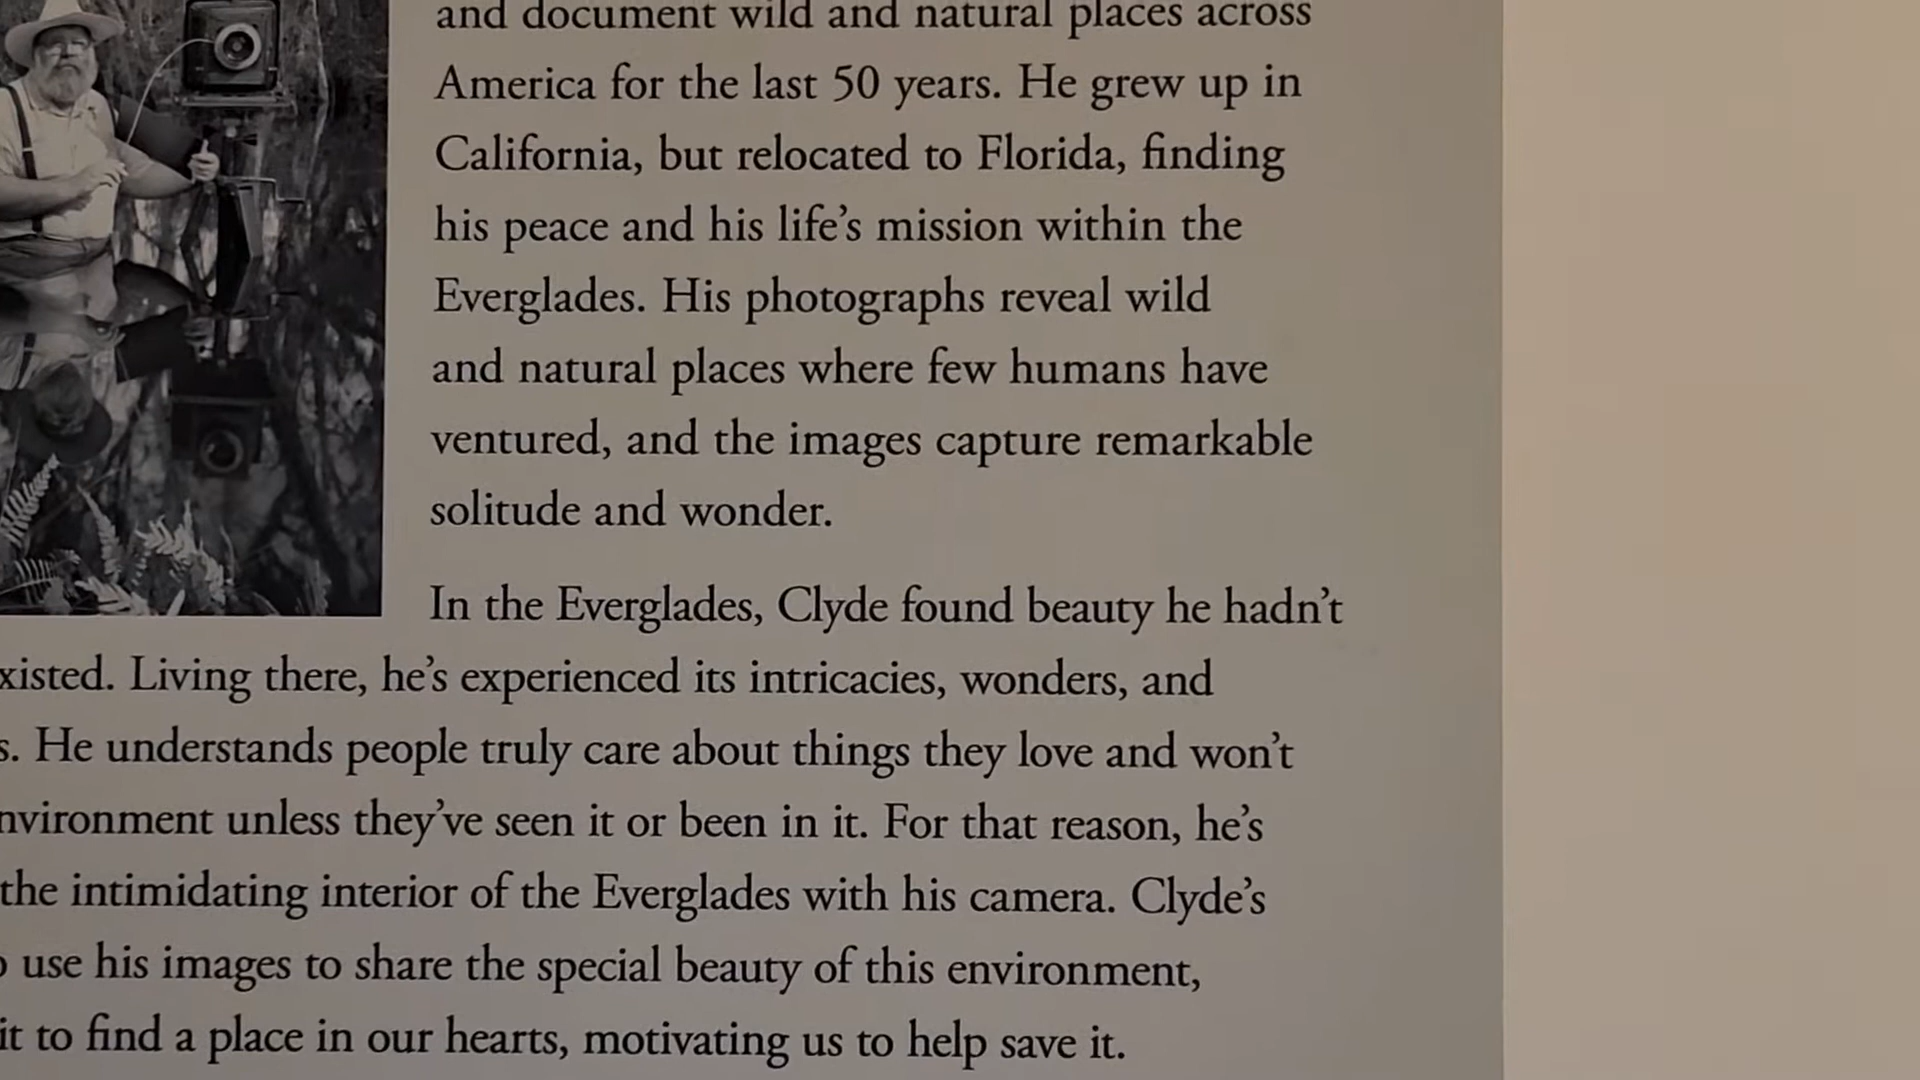 and document wild and natural places across
America for the last 50 years. He grew up in
California, but relocated to Florida, finding
his peace and his life’s mission within the
Everglades. His photographs reveal wild
and natural places where few humans have
ventured, and the images capture remarkable
solitude and wonder.
In the Everglades, Clyde found beauty he hadn’t
xisted. Living there, he’s experienced its intricacies, wonders, and
s. He understands people truly care about things they love and won’t
nvironment unless they’ve seen it or been in it. For that reason, he’s
the intimidating interior of the Everglades with his camera. Clyde’s
use his images to share the special beauty of this environment,
it to find a place in our hearts, motivating us to help save it.